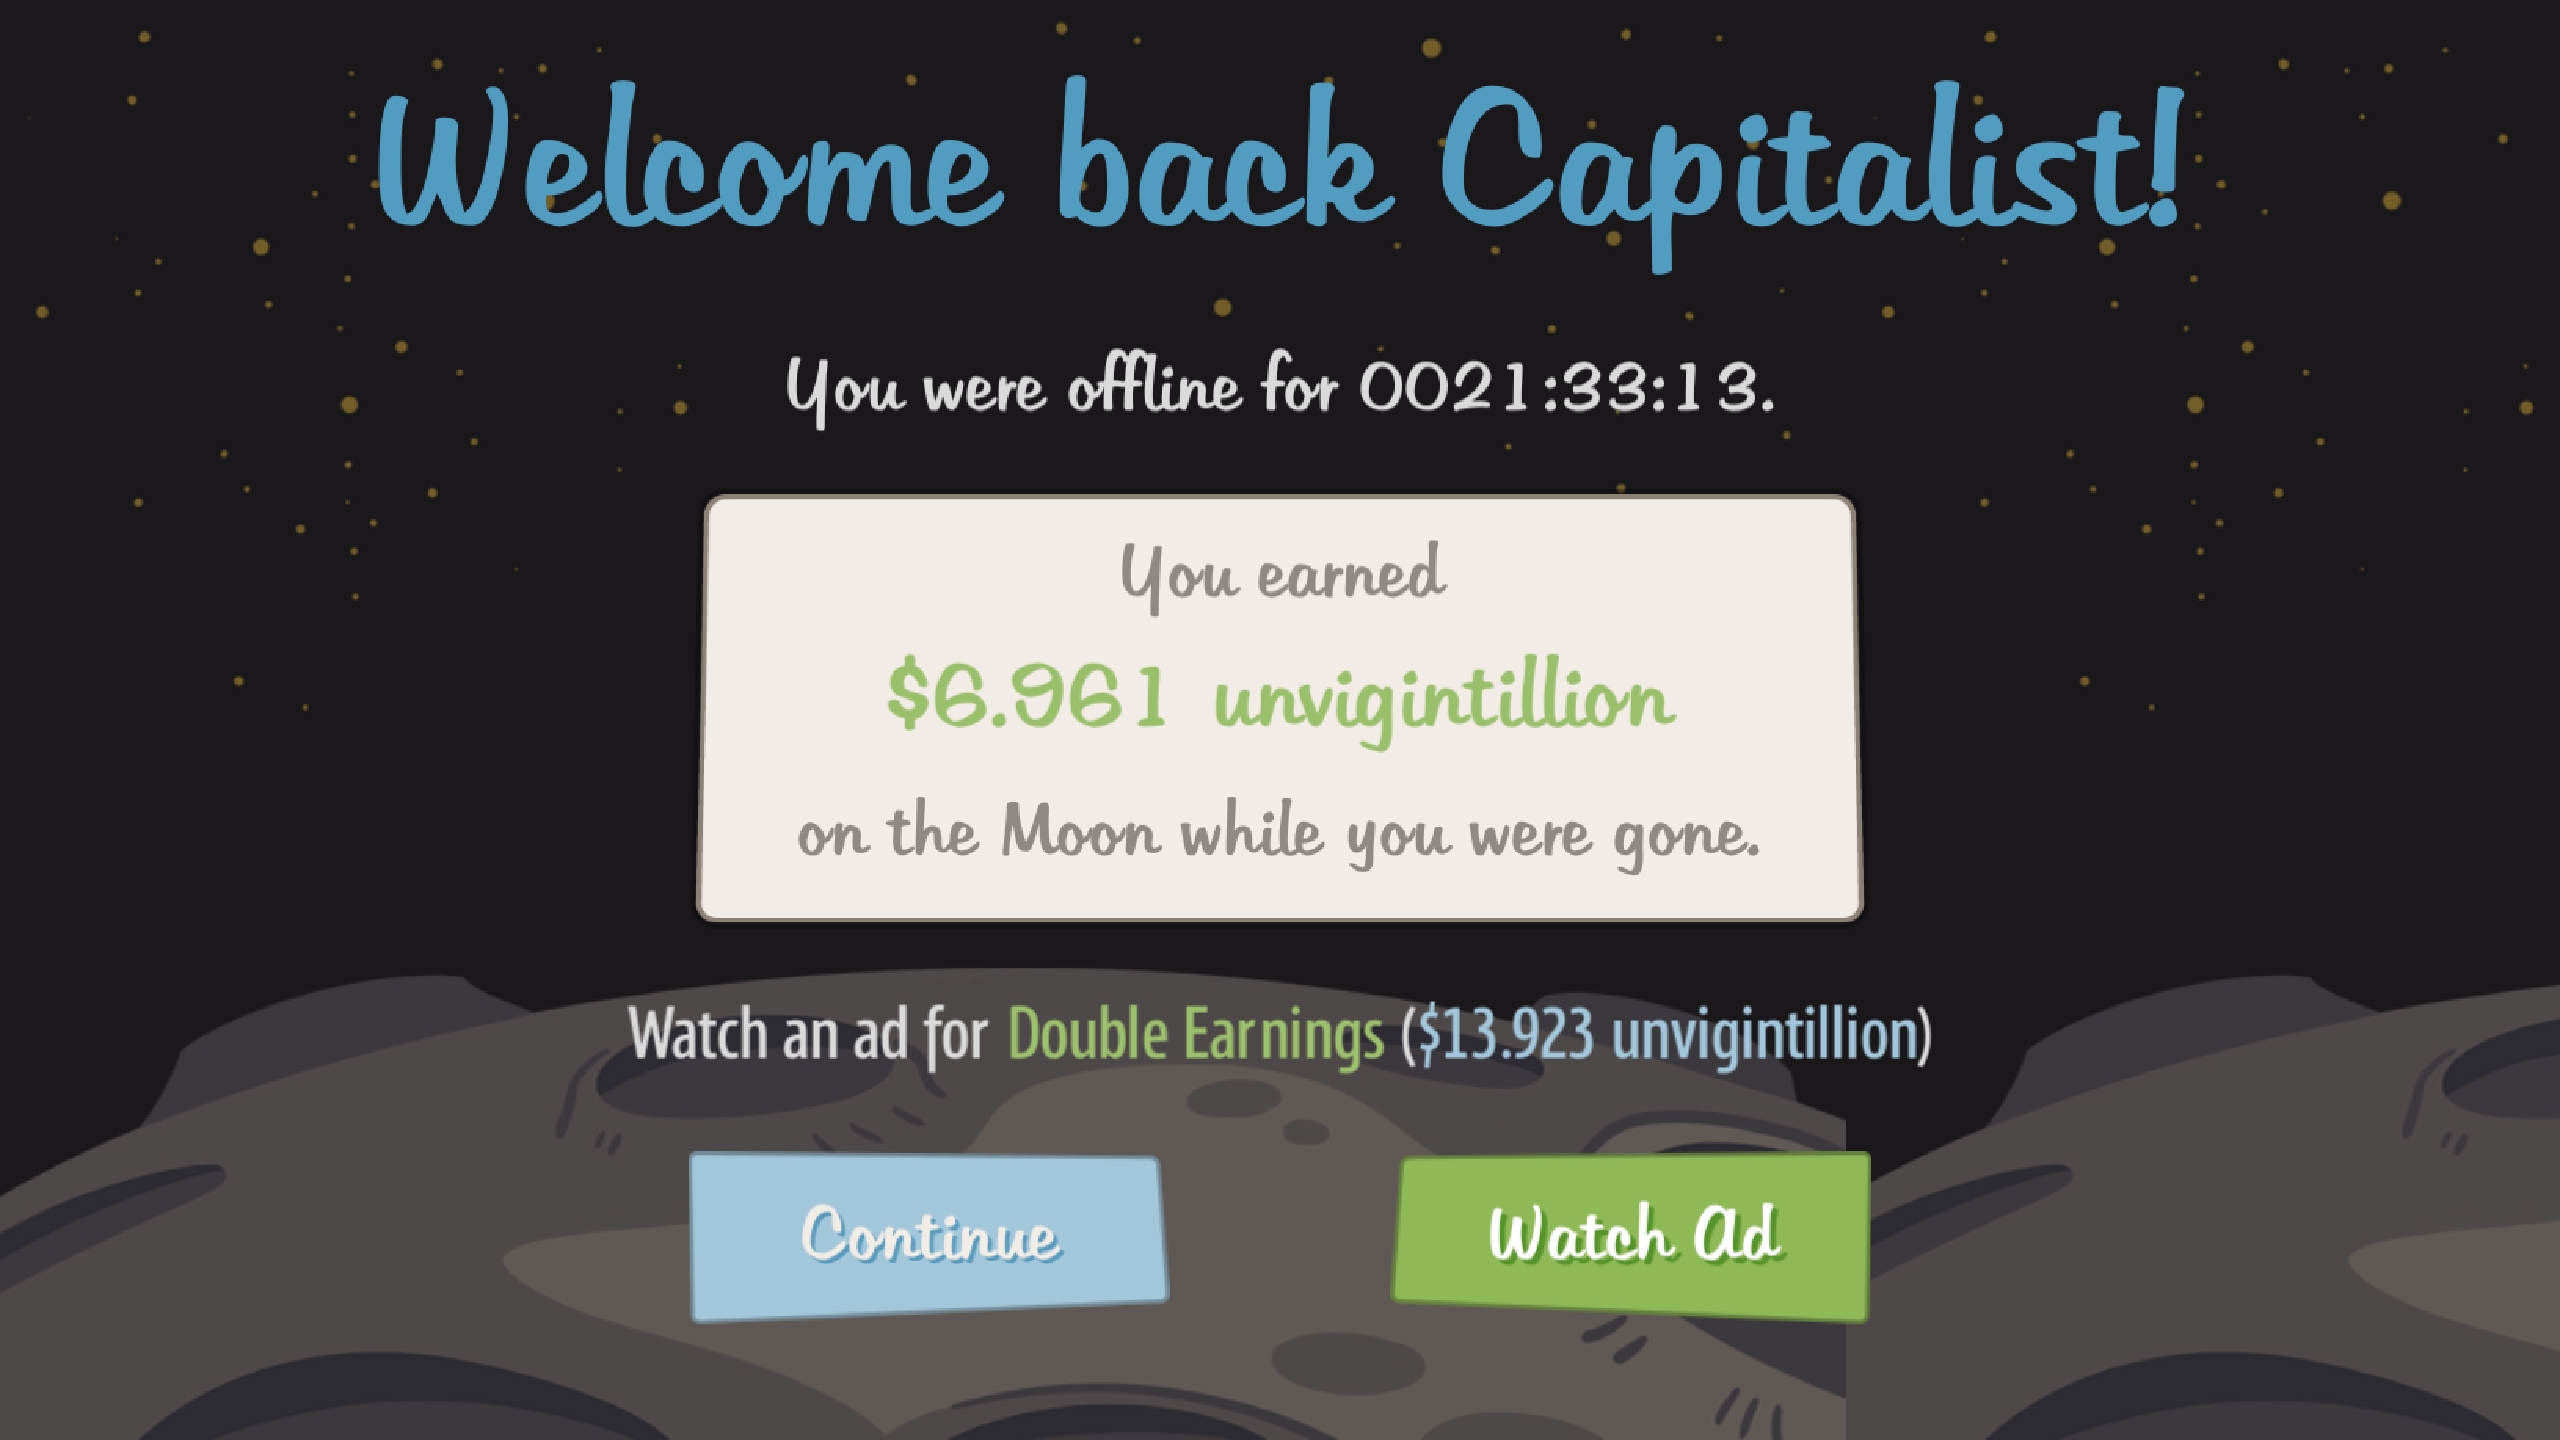 Welcome back Capitalist!
You were offline for 0021:33:13.
You earned
$6.961 unvigintillion
on the Moon while you were gone.
Watch an ad for Double Earnings ($13.923 unvigintillion)
Continue
Watch Ad